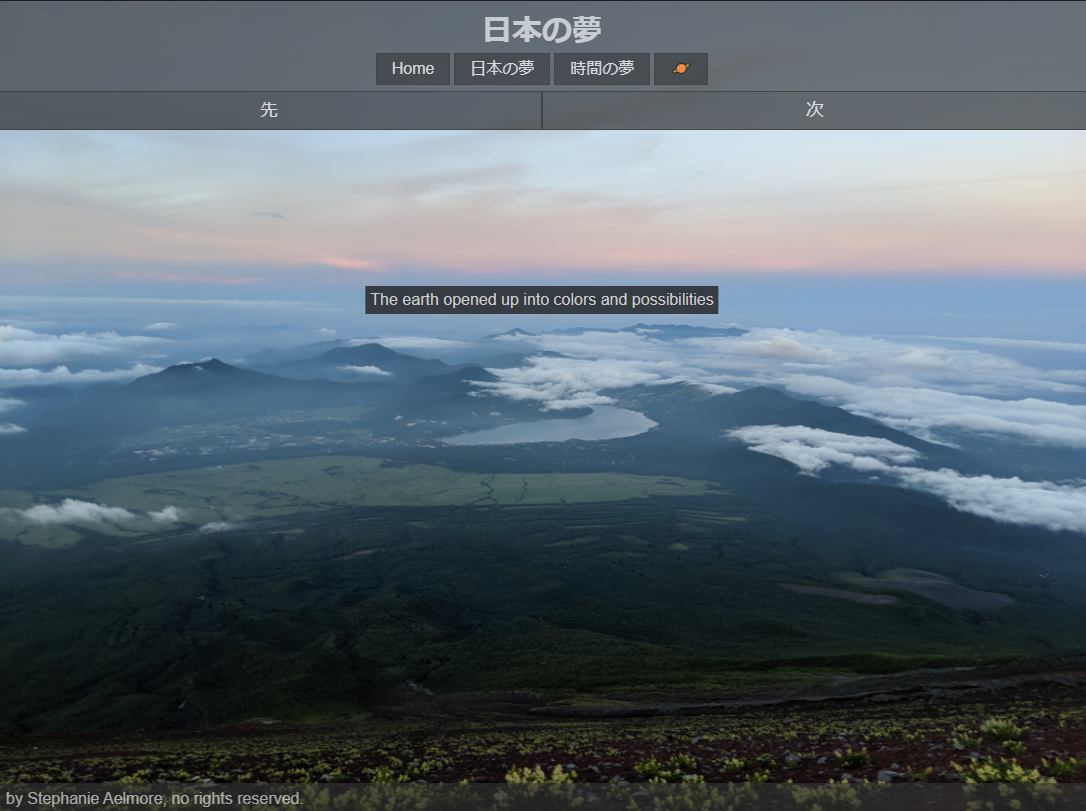 日本の夢
Home 日本の夢 時間の夢 🪐
先 次
The earth opened up into colors and possibilities
by Stephanie Aelmore, no rights reserved.